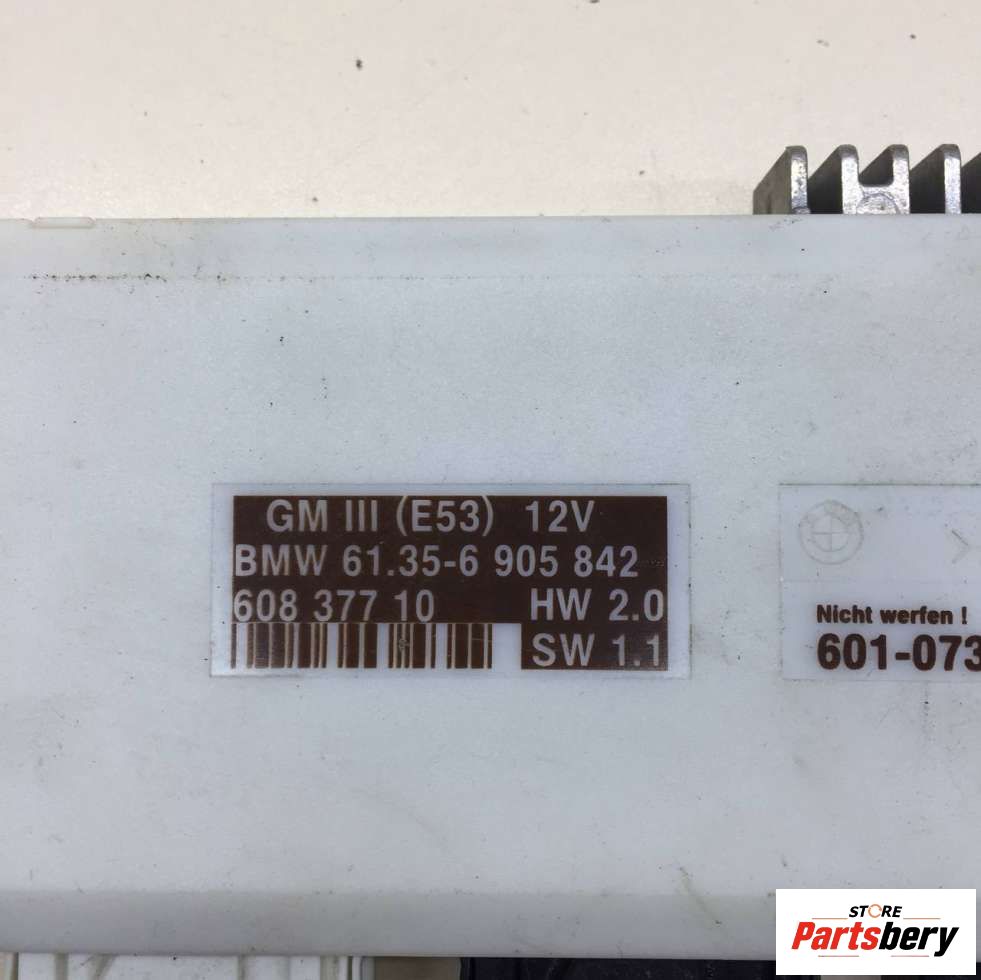 GM III (E53) 12V
BMW 61.35-6 905 842
608 377 10 HW 2.0
SW 1.1
Nicht werfen !
601-073
STORE
Partsbery